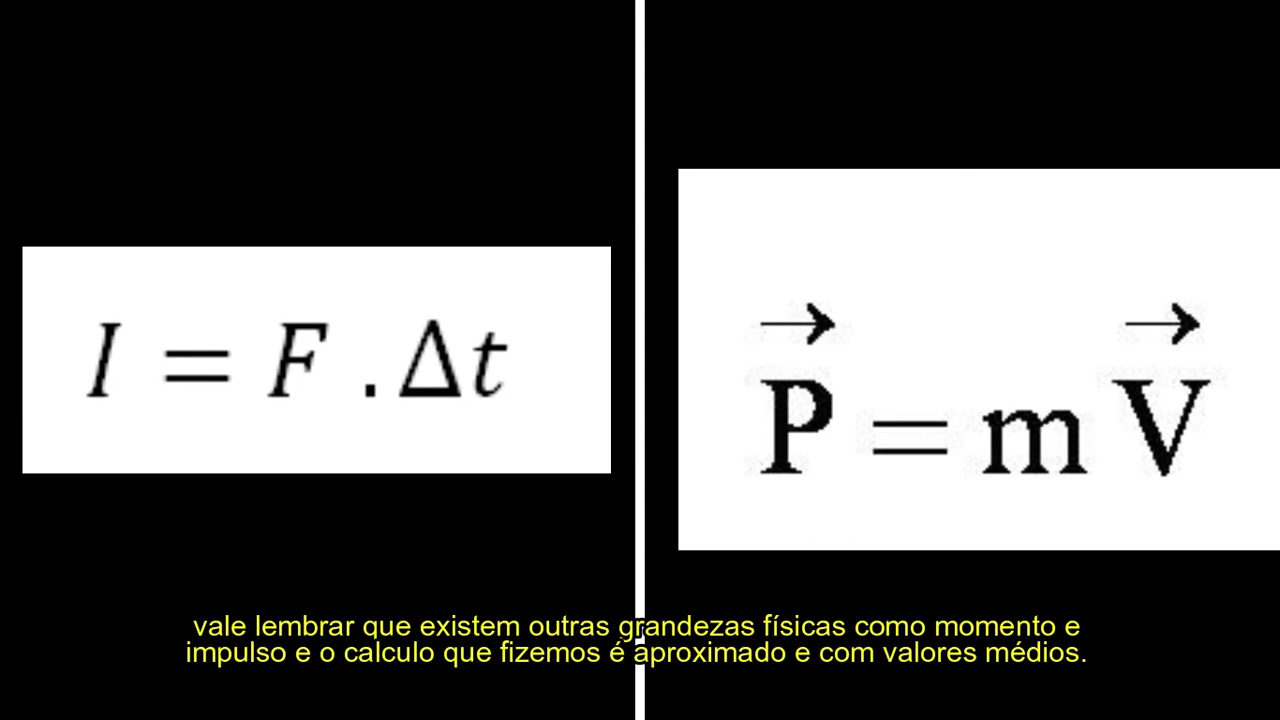 I = F . Δt
P⃗ = m V⃗
vale lembrar que existem outras grandezas físicas como momento e
impulso e o calculo que fizemos é aproximado e com valores médios.